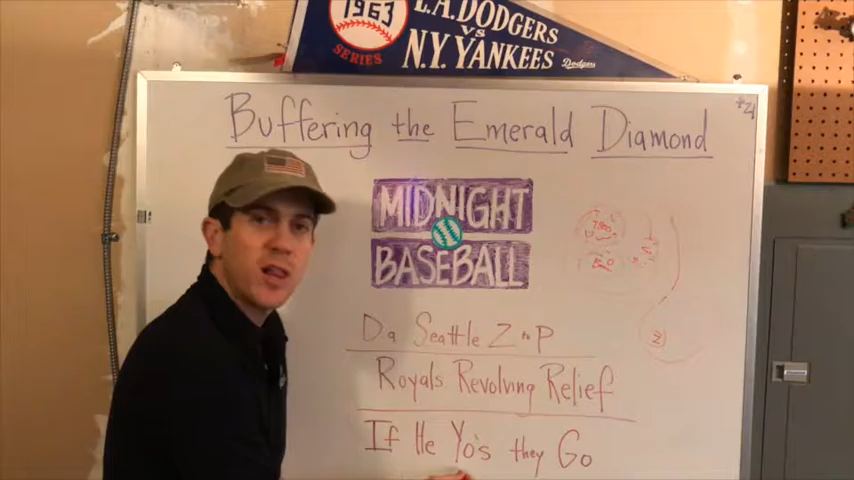 1963
SERIES
L.A. DODGERS
vs
N.Y. YANKEES
Dodgers
Buffering the Emerald Diamond
MIDNIGHT
BASEBALL
Da Seattle Z to P
Royals Revolving Relief
If He Yo's they Go